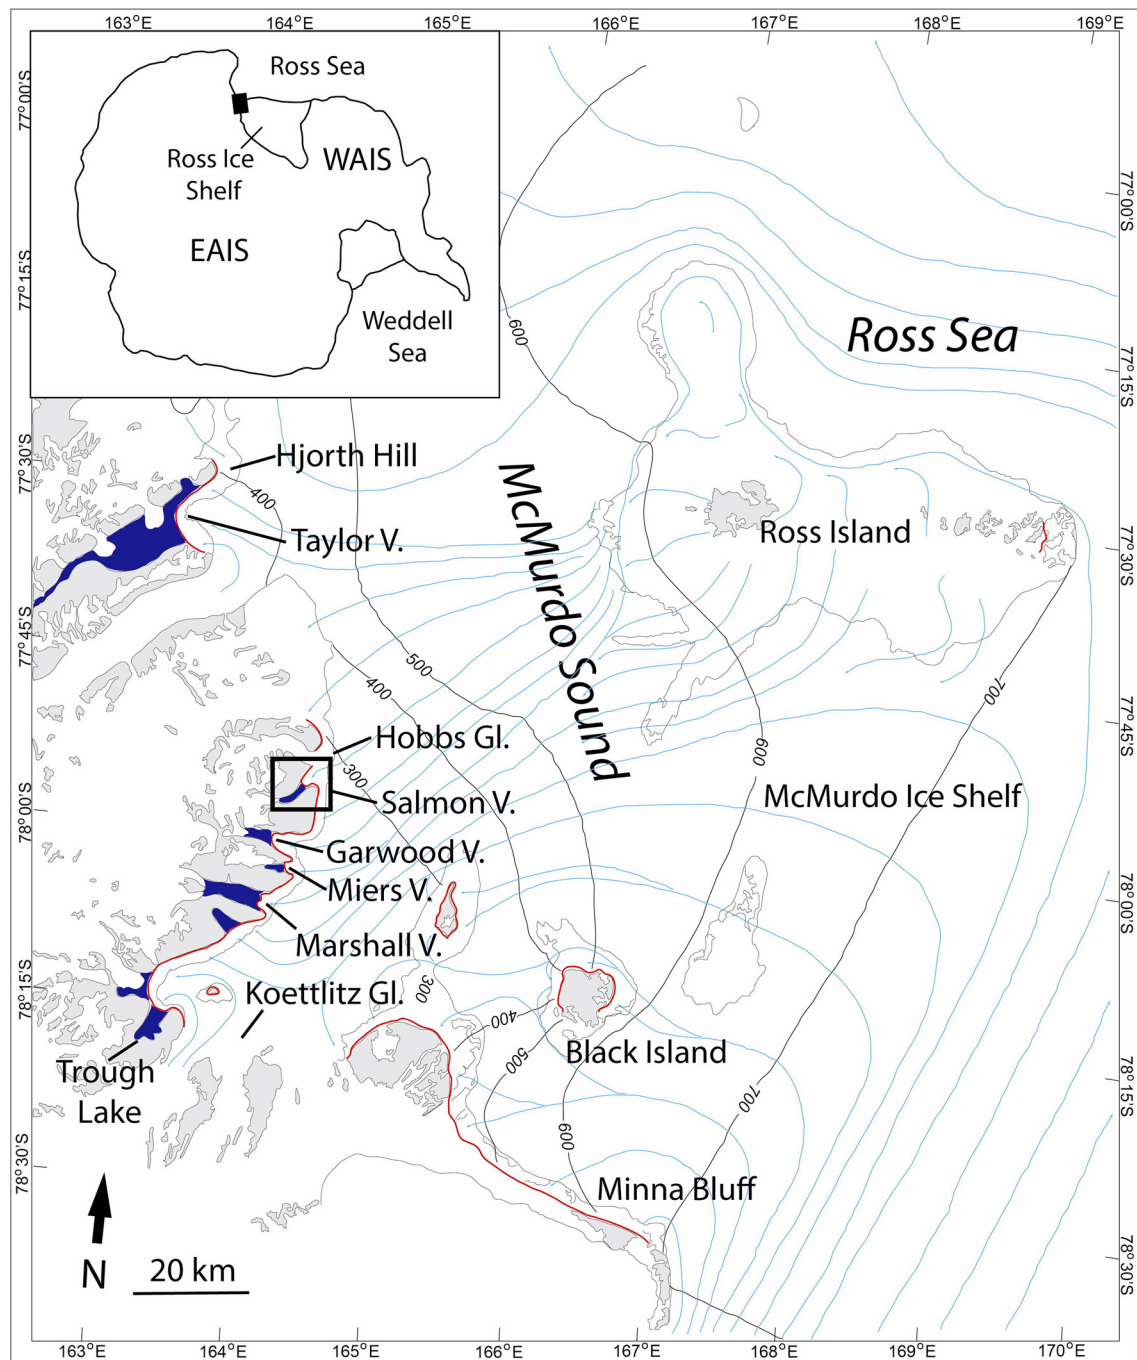 163°E 164°E 166°E 167°E 168°E 169°E
77°00'S
77°15'S
77°30'S
77°45'S
78°00'S
78°15'S
78°30'S
Ross Sea
Ross Ice
Shelf
WAIS
EAIS
Weddell
Sea
600
Ross Sea
Hjorth Hill
400
Taylor V.
McMurdo Sound
Ross Island
500
400
700
Hobbs Gl.
300
600
Salmon V.
McMurdo Ice Shelf
Garwood V.
Miers V.
Marshall V.
Koettlitz Gl.
300
400
500
Black Island
Trough
Lake
700
600
Minna Bluff
N
20 km
77°00'S
77°15'S
77°30'S
77°45'S
78°00'S
78°15'S
78°30'S
163°E 164°E 165°E 166°E 167°E 168°E 169°E 170°E